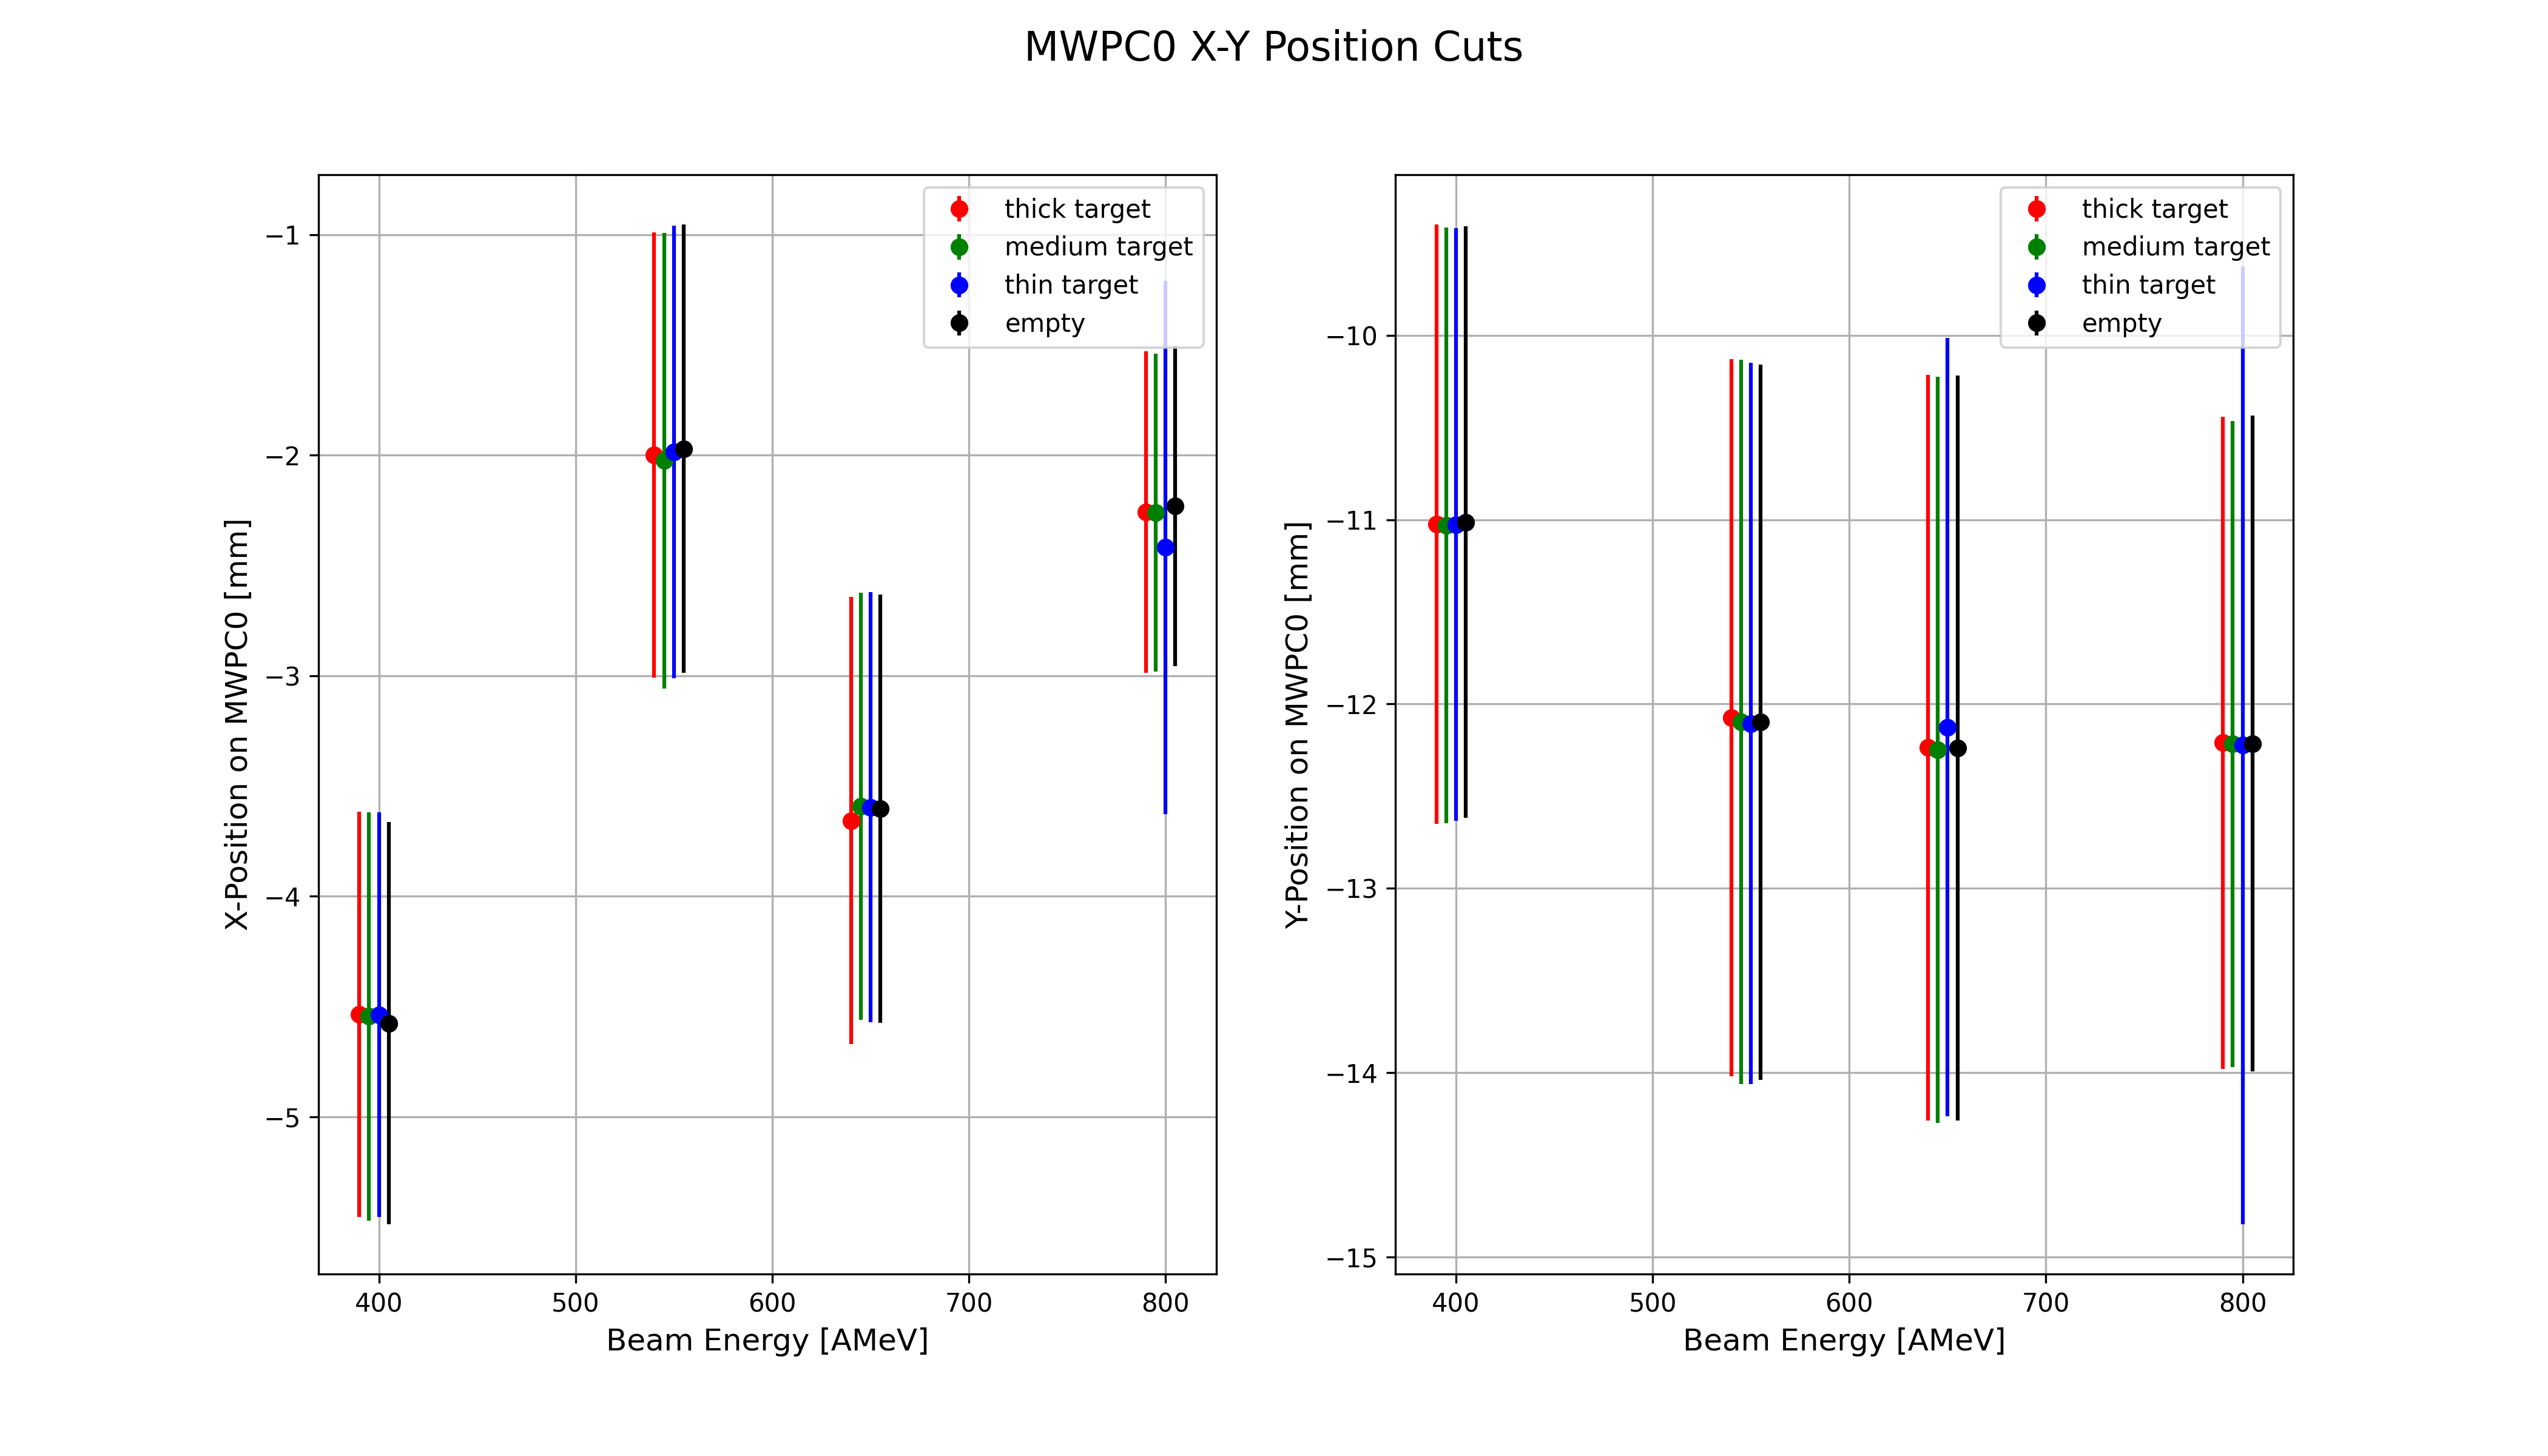 MWPC0 X-Y Position Cuts
X-Position on MWPC0 [mm]
−1
−2
−3
−4
−5
thick target
medium target
thin target
empty
400
500
600
700
800
Beam Energy [AMeV]
Y-Position on MWPC0 [mm]
−10
−11
−12
−13
−14
−15
thick target
medium target
thin target
empty
400
500
600
700
800
Beam Energy [AMeV]